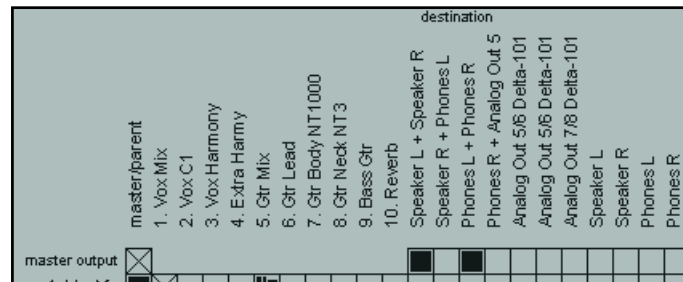 destination
master/parent
1. Vox Mix
2. Vox C1
3. Vox Harmony
4. Extra Harmy
5. Gtr Mix
6. Gtr Lead
7. Gtr Body NT1000
8. Gtr Neck NT3
9. Bass Gtr
10. Reverb
Speaker L + Speaker R
Speaker R + Phones L
Phones L + Phones R
Phones R + Analog Out 5
Analog Out 5/6 Delta-101
Analog Out 5/6 Delta-101
Analog Out 7/8 Delta-101
Speaker L
Speaker R
Phones L
Phones R
master output